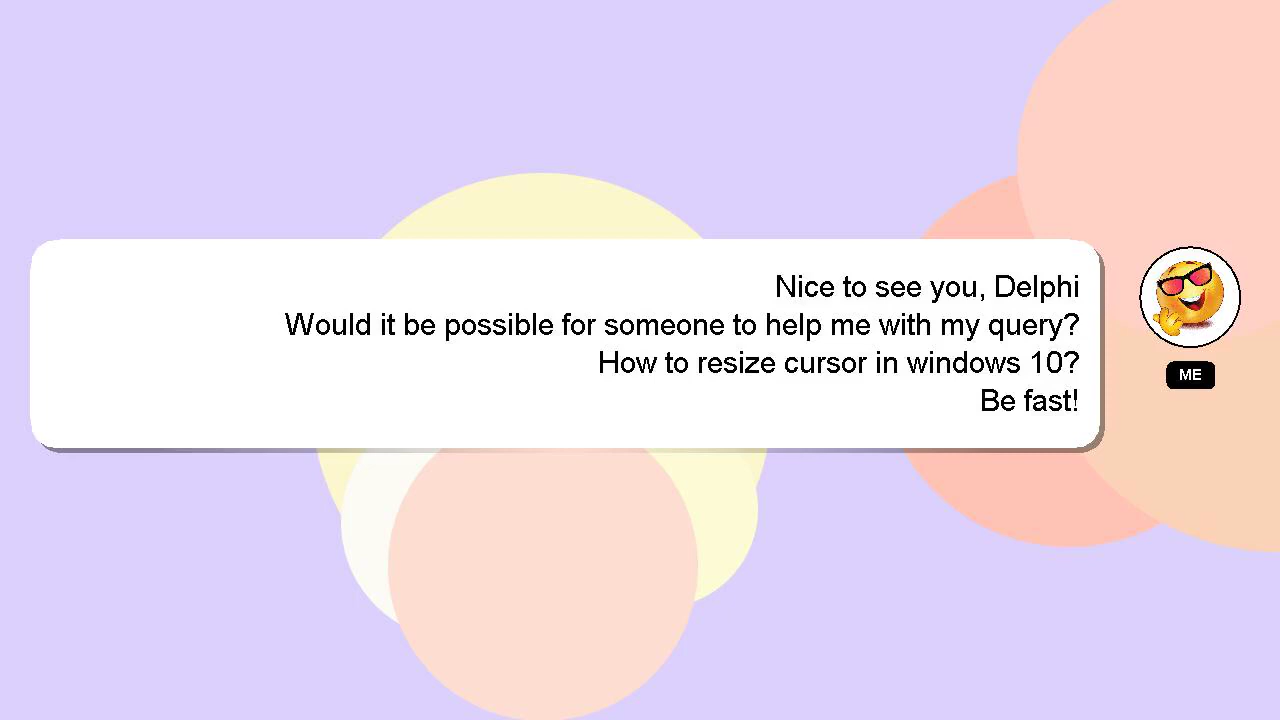 Nice to see you, Delphi
Would it be possible for someone to help me with my query?
How to resize cursor in windows 10?
Be fast!
ME